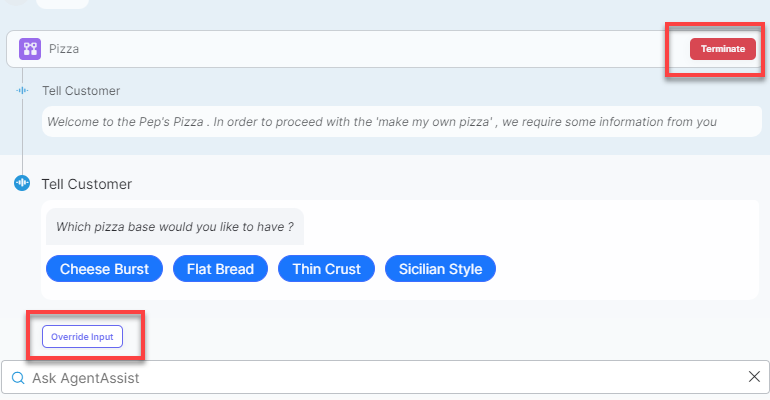 Pizza
Terminate
Tell Customer
Welcome to the Pep's Pizza . In order to proceed with the 'make my own pizza' , we require some information from you
Tell Customer
Which pizza base would you like to have ?
Cheese Burst Flat Bread Thin Crust Sicilian Style
Override Input
Ask AgentAssist